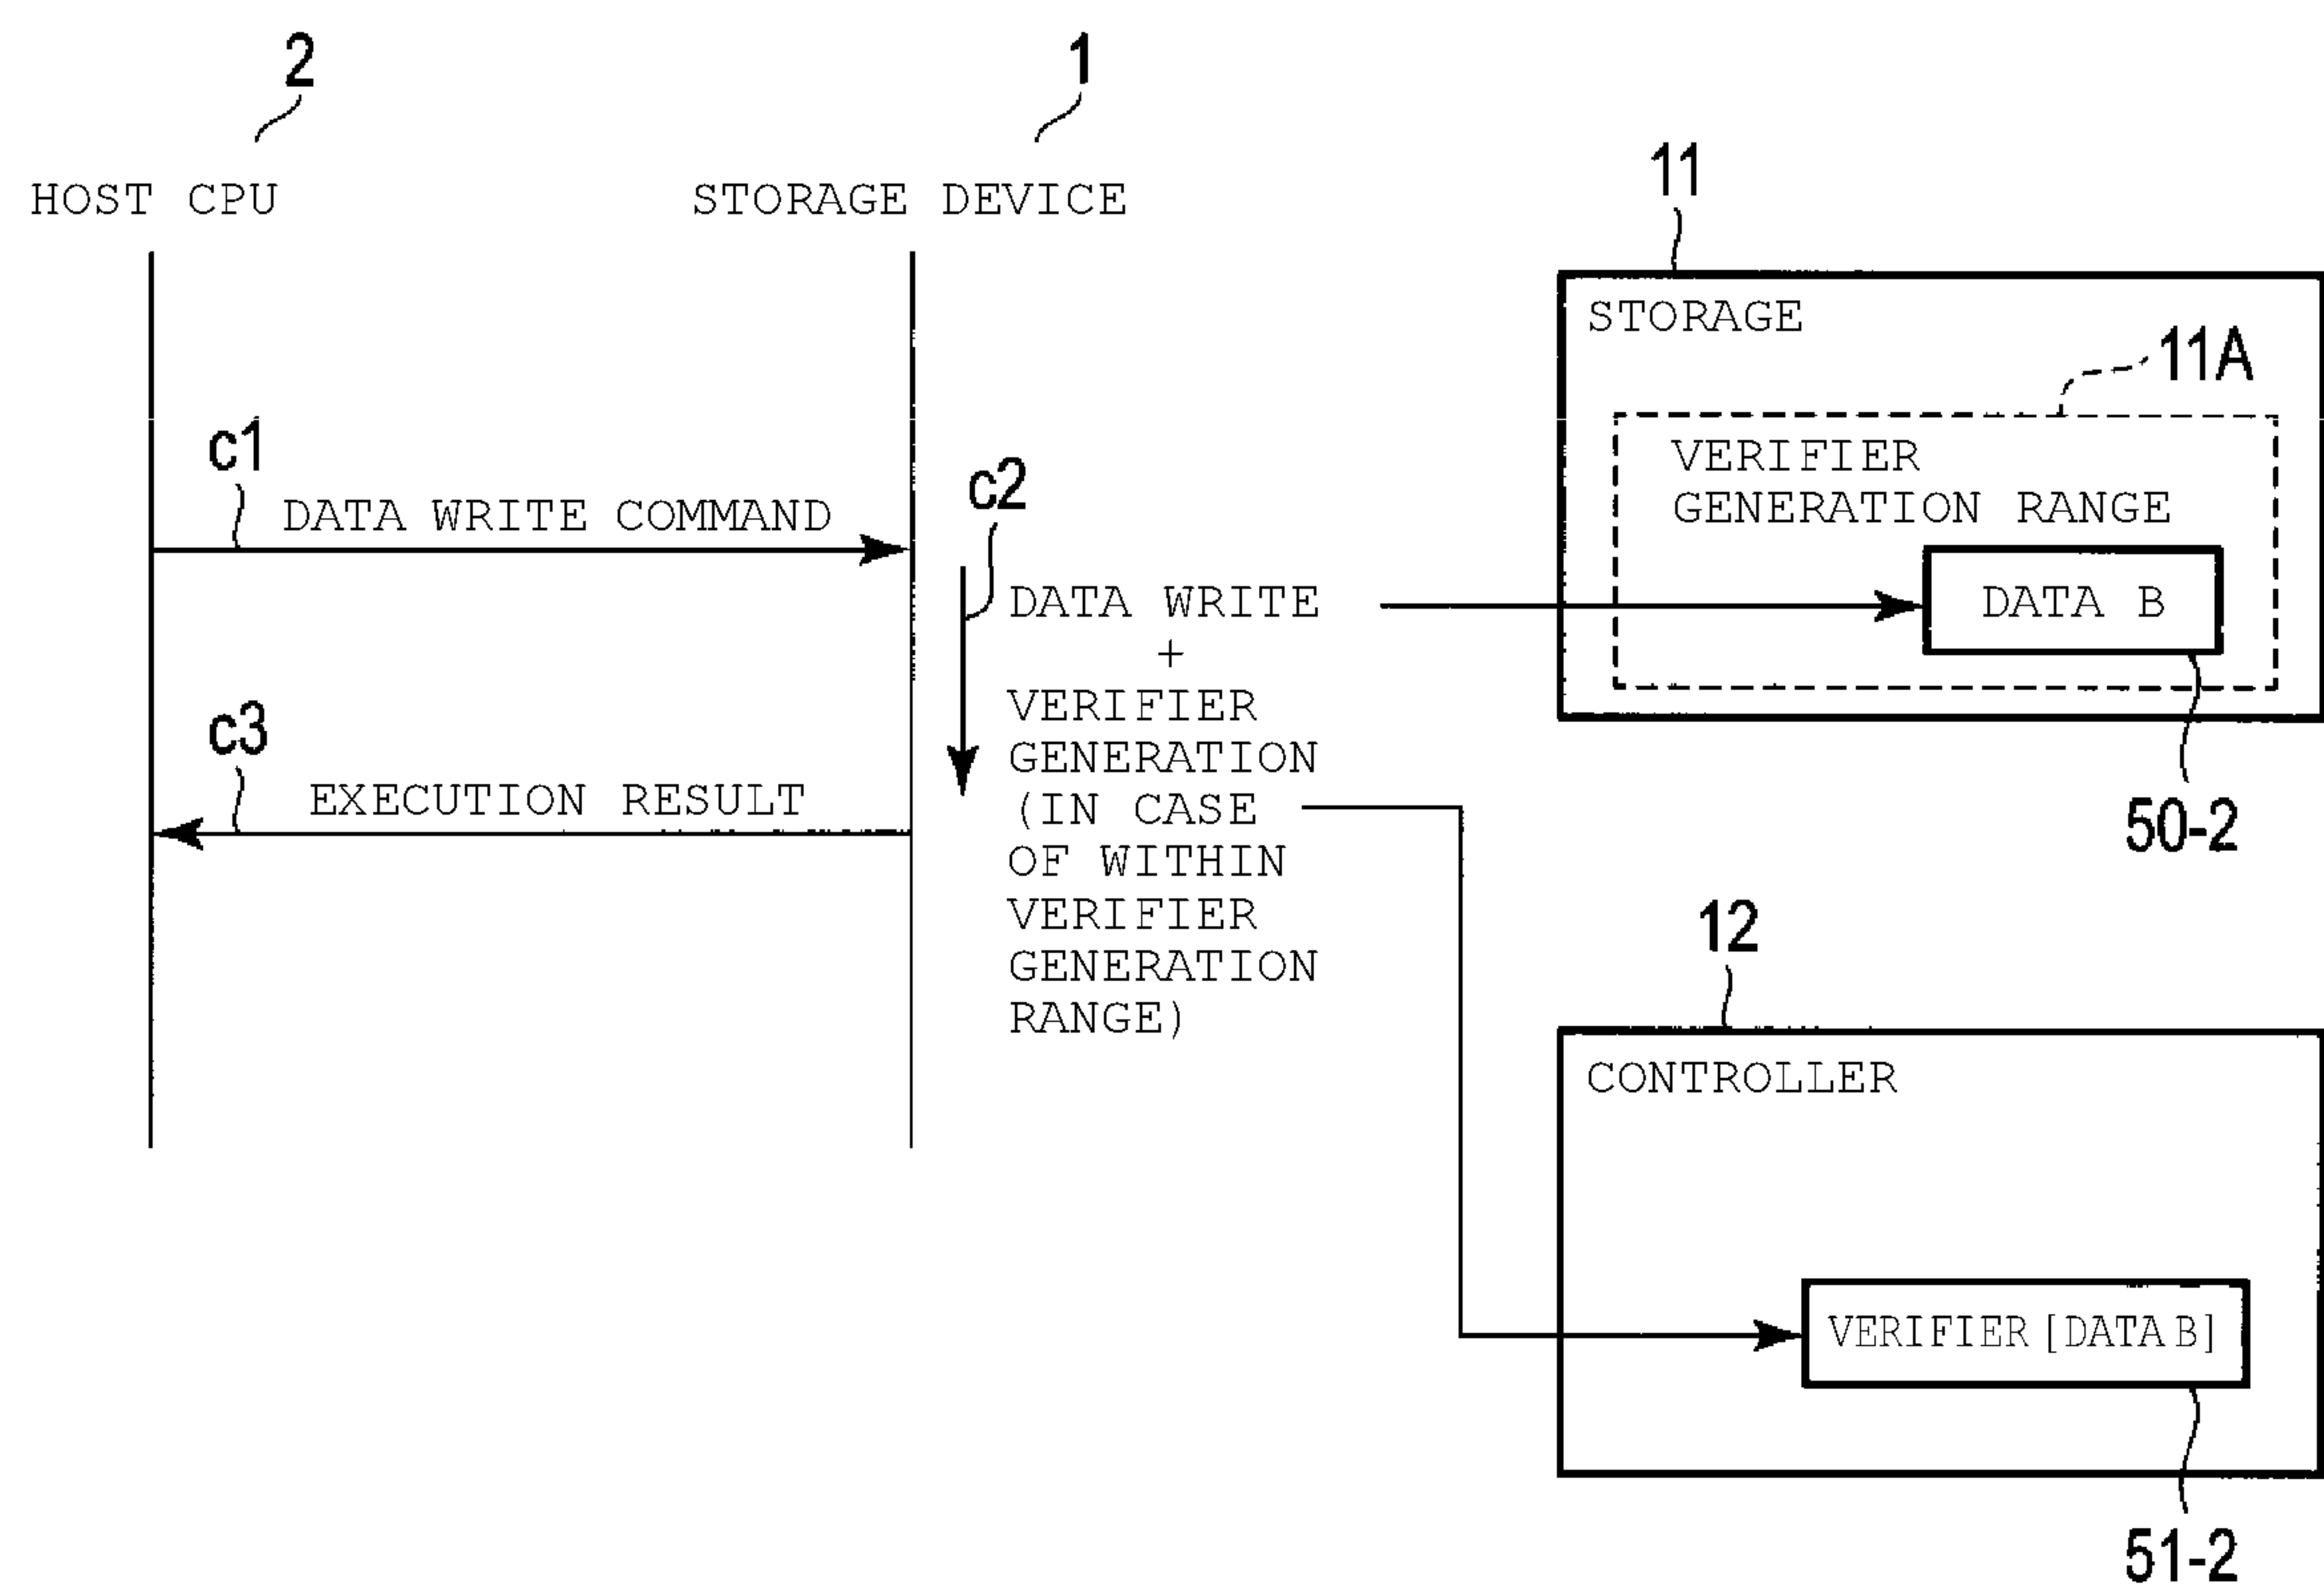 2
1
HOST CPU
STORAGE DEVICE
11
STORAGE
11A
VERIFIER
GENERATION RANGE
DATA B
50-2
c1
DATA WRITE COMMAND
c2
DATA WRITE
+
VERIFIER
GENERATION
(IN CASE
OF WITHIN
VERIFIER
GENERATION
RANGE)
c3
EXECUTION RESULT
12
CONTROLLER
VERIFIER [DATA B]
51-2